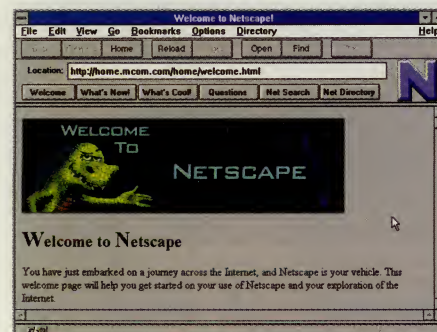 Welcome to Netscape!
File Edit View Go Bookmarks Options Directory Help
Home Reload Open Find
Location: http://home.mcom.com/home/welcome.html
Welcome What's New! What's Cool! Questions Net Search Net Directory
N
WELCOME
TO
NETSCAPE
Welcome to Netscape
You have just embarked on a journey across the Internet, and Netscape is your vehicle. This
welcome page will help you get started on your use of Netscape and your exploration of the
Internet.